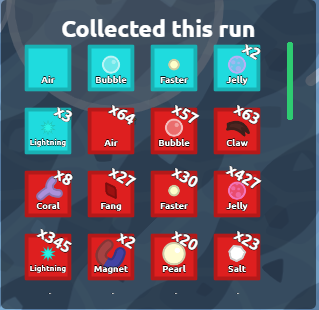 Collected this run
Air
Bubble
Faster
x2
Jelly
x3
Lightning
x64
Air
x57
Bubble
x63
Claw
x8
Coral
x27
Fang
x30
Faster
x427
Jelly
x345
Lightning
x2
Magnet
x20
Pearl
x23
Salt